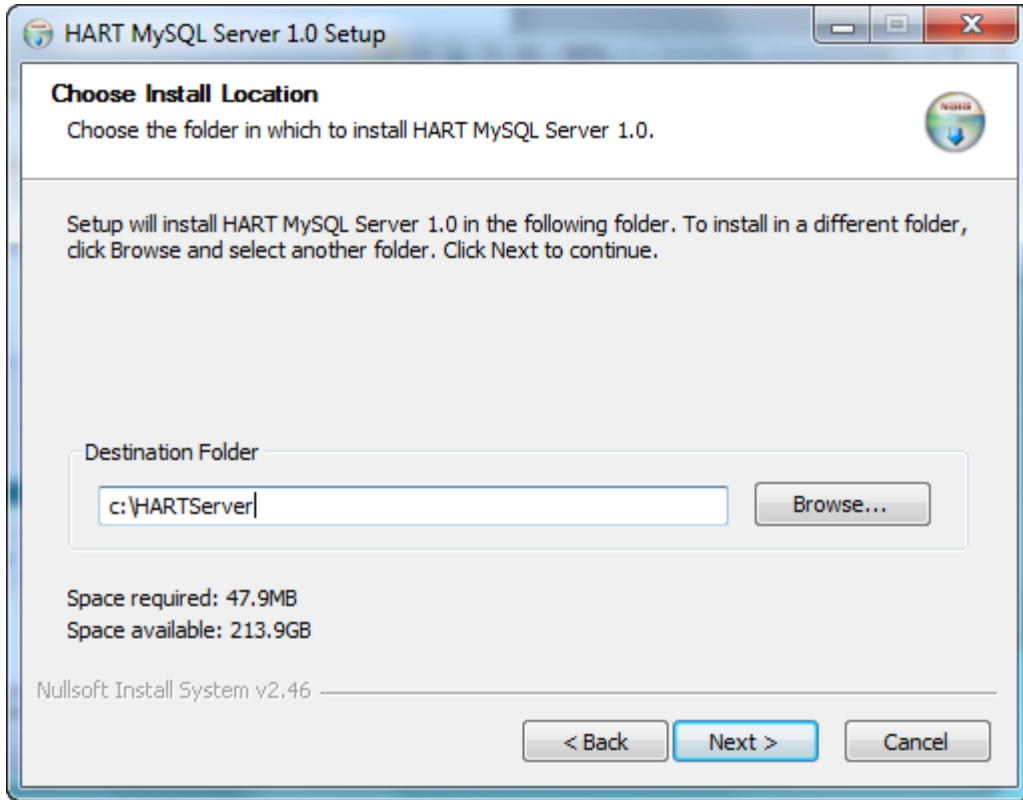 HART MySQL Server 1.0 Setup
Choose Install Location
Choose the folder in which to install HART MySQL Server 1.0.
Setup will install HART MySQL Server 1.0 in the following folder. To install in a different folder,
click Browse and select another folder. Click Next to continue.
Destination Folder
c:\HARTServer
Browse...
Space required: 47.9MB
Space available: 213.9GB
Nullsoft Install System v2.46
< Back
Next >
Cancel